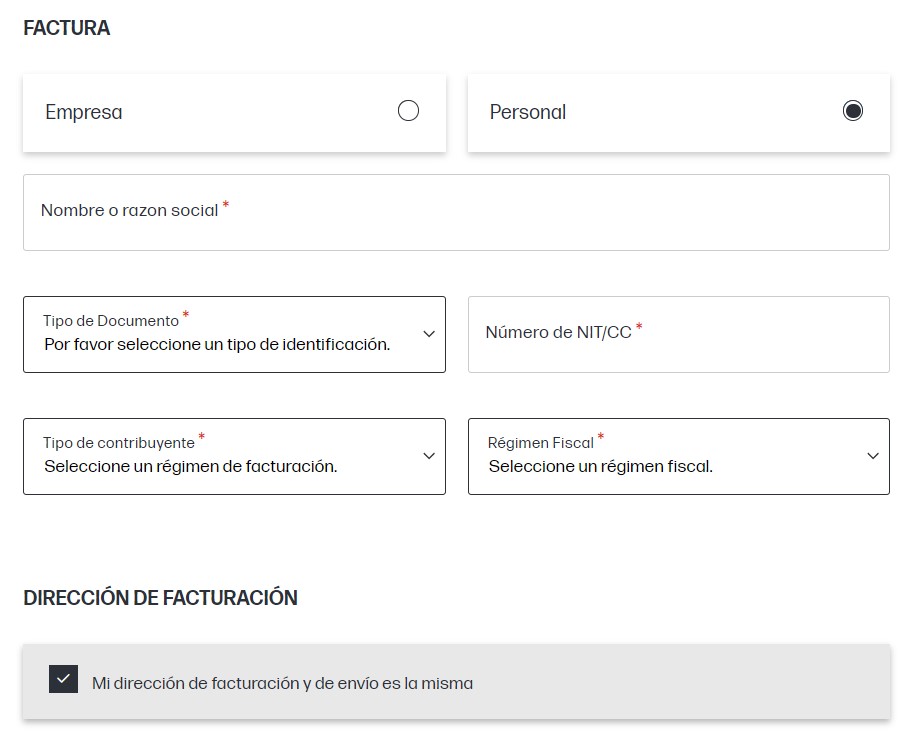 FACTURA
Empresa
Personal
Nombre o razon social *
Tipo de Documento *
Por favor seleccione un tipo de identificación.
Número de NIT/CC *
Tipo de contribuyente *
Seleccione un régimen de facturación.
Régimen Fiscal *
Seleccione un régimen fiscal.
DIRECCIÓN DE FACTURACIÓN
Mi dirección de facturación y de envío es la misma